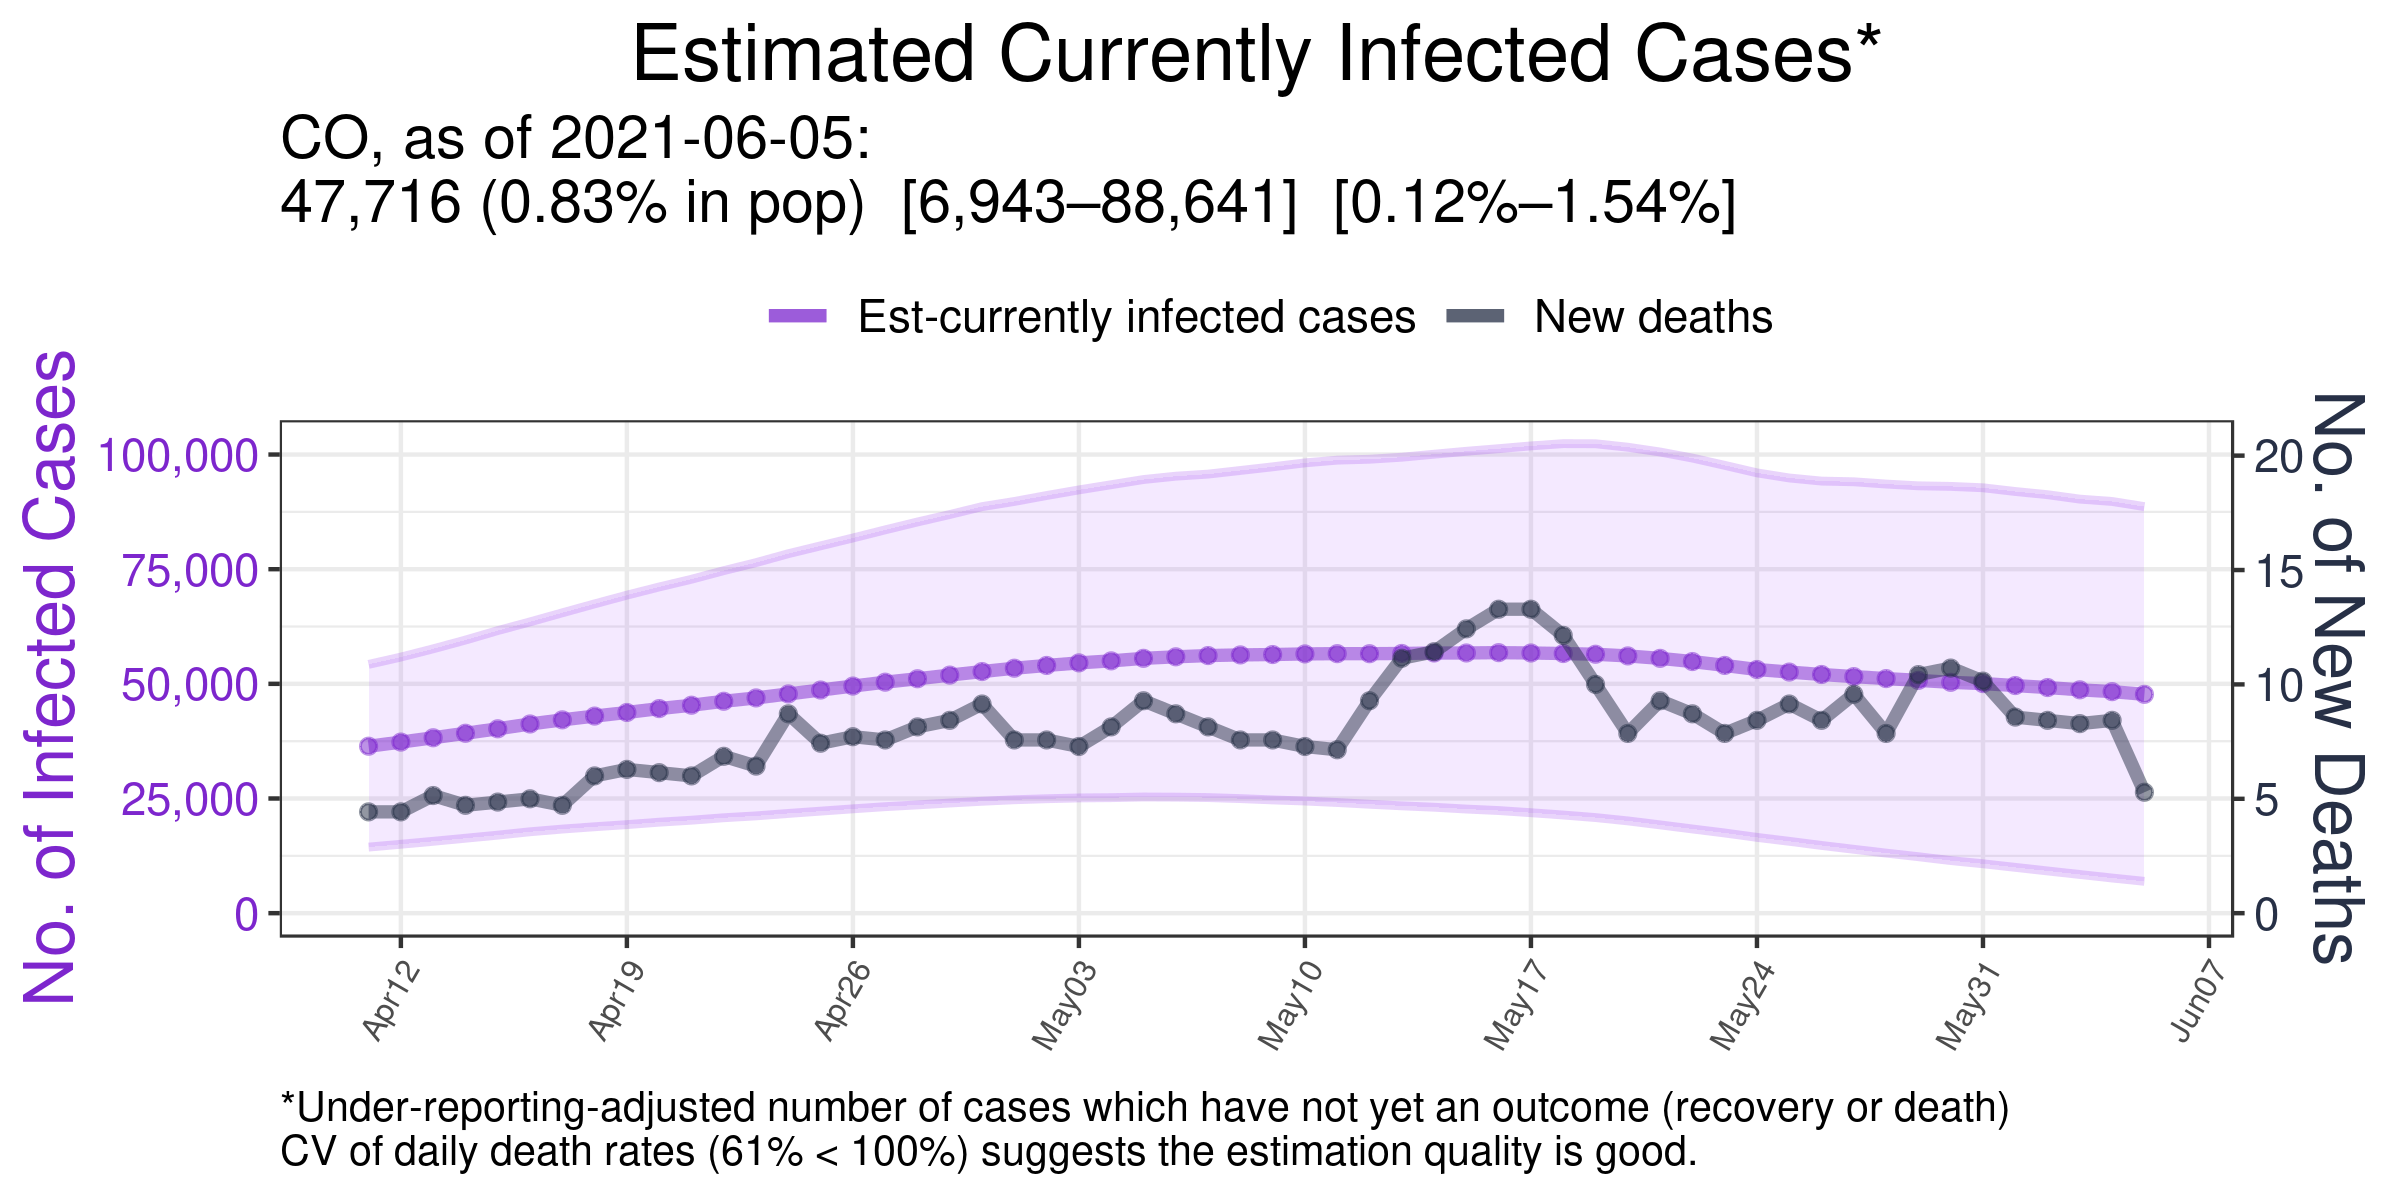 Estimated Currently Infected Cases*
CO, as of 2021-06-05:
47,716 (0.83% in pop)  [6,943–88,641]  [0.12%–1.54%]
Est-currently infected cases
New deaths
No. of Infected Cases
100,000
75,000
50,000
25,000
0
20
15
10
5
0
No. of New Deaths
Apr12
Apr19
Apr26
May03
May10
May17
May24
May31
Jun07
*Under-reporting-adjusted number of cases which have not yet an outcome (recovery or death)
CV of daily death rates (61% < 100%) suggests the estimation quality is good.